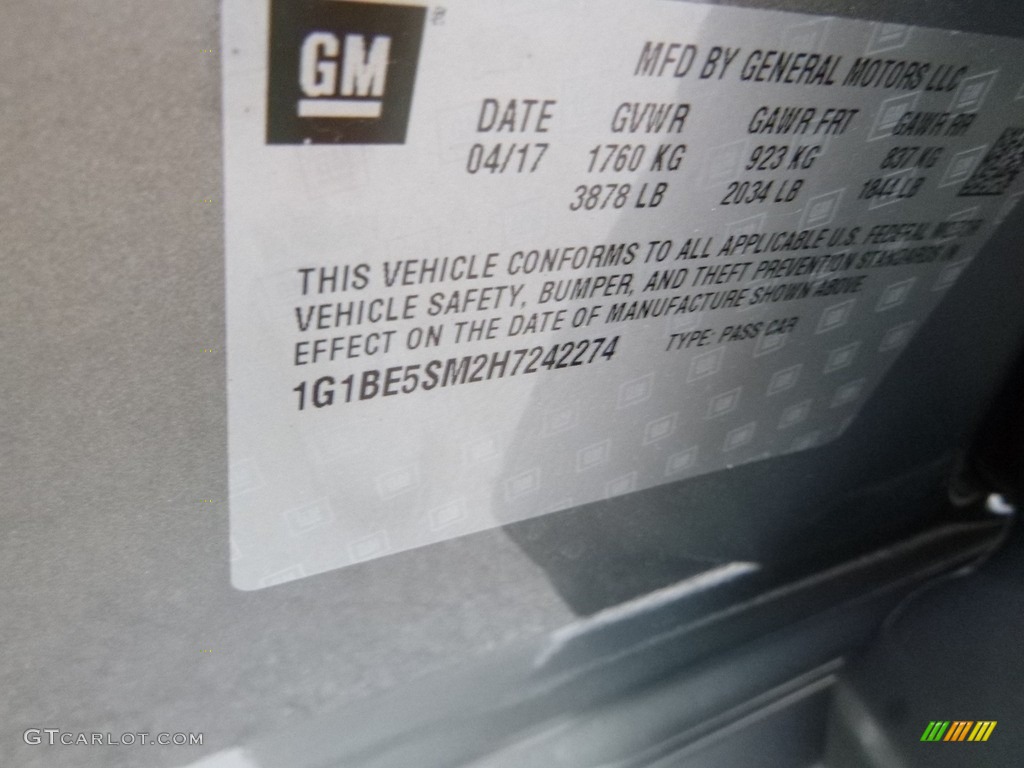 GM
MFD BY GENERAL MOTORS LLC
DATE GVWR GAWR FRT GAWR RR
04/17 1760 KG 923 KG 837 KG
3878 LB 2034 LB 1844 LB
THIS VEHICLE CONFORMS TO ALL APPLICABLE U.S. FEDERAL MOTOR
VEHICLE SAFETY, BUMPER, AND THEFT PREVENTION STANDARDS IN
EFFECT ON THE DATE OF MANUFACTURE SHOWN ABOVE
1G1BE5SM2H7242274 TYPE: PASS CAR
GTCARLOT.COM